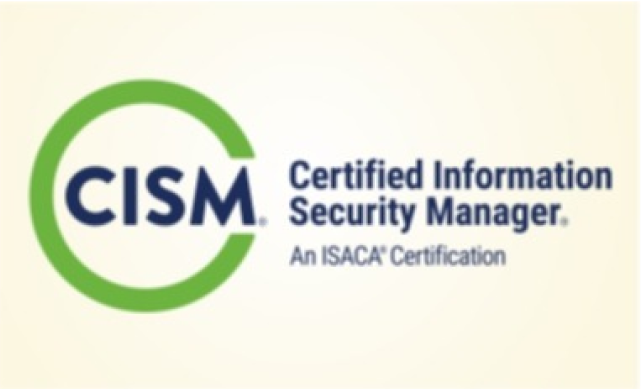 CISM®
Certified Information
Security Manager®
An ISACA® Certification